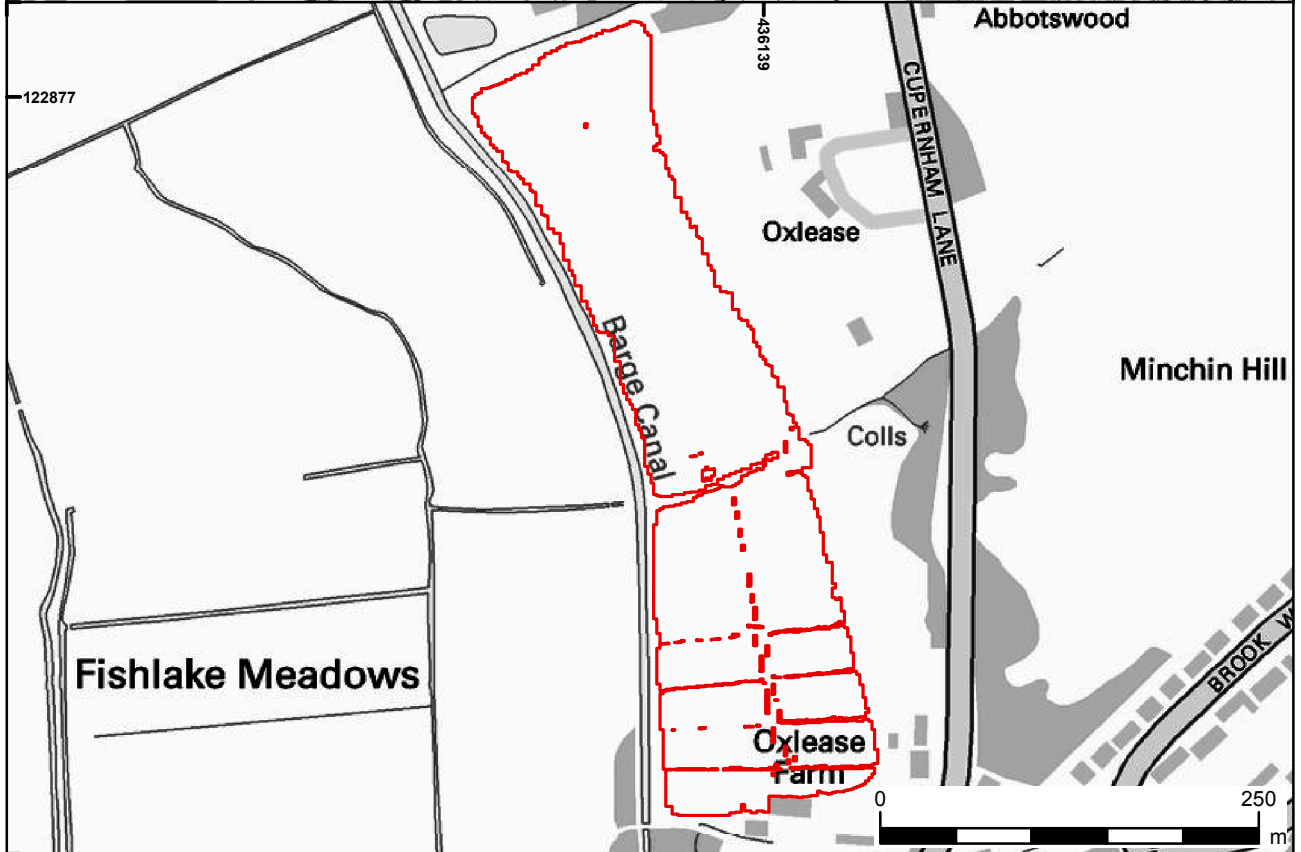 Abbotswood
436139
122877
CUPERNHAM LANE
Oxlease
Barge Canal
Minchin Hill
Colls
Fishlake Meadows
BROOK W
Oxlease
Farm
0
250
m